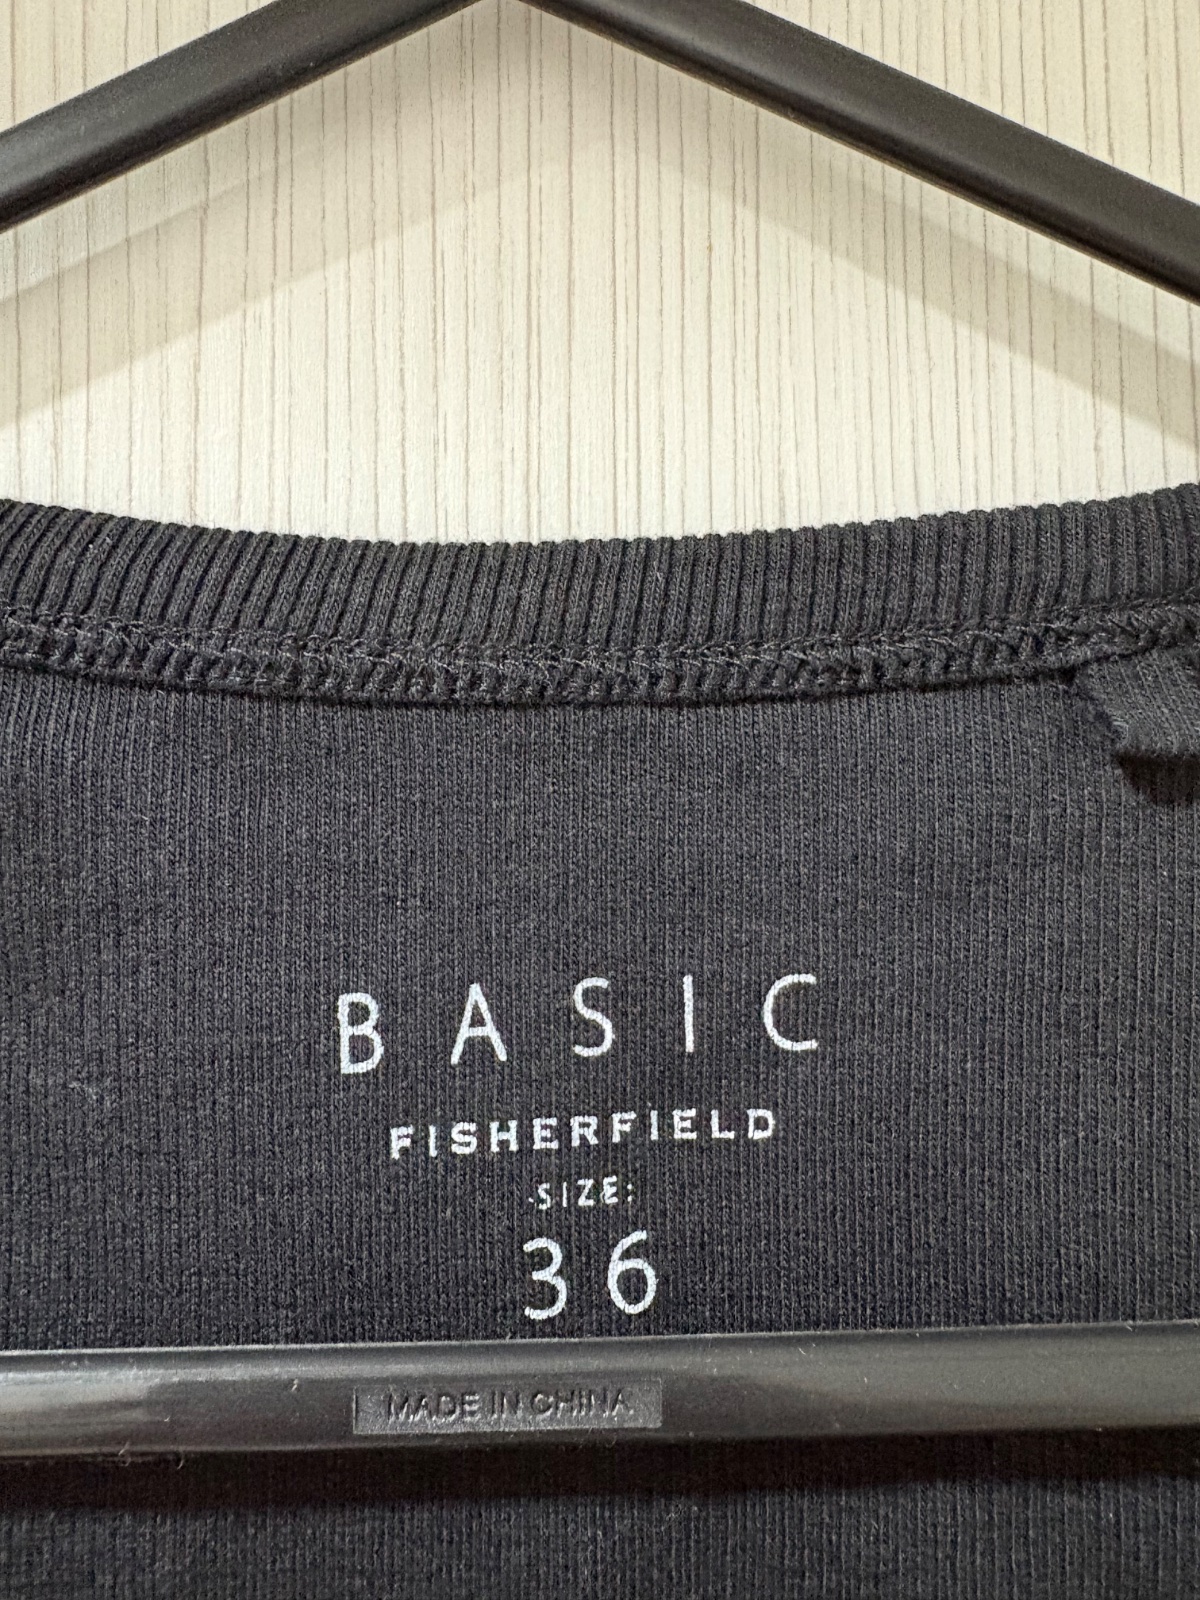 BASIC
FISHERFIELD
SIZE:
36
MADE IN CHINA